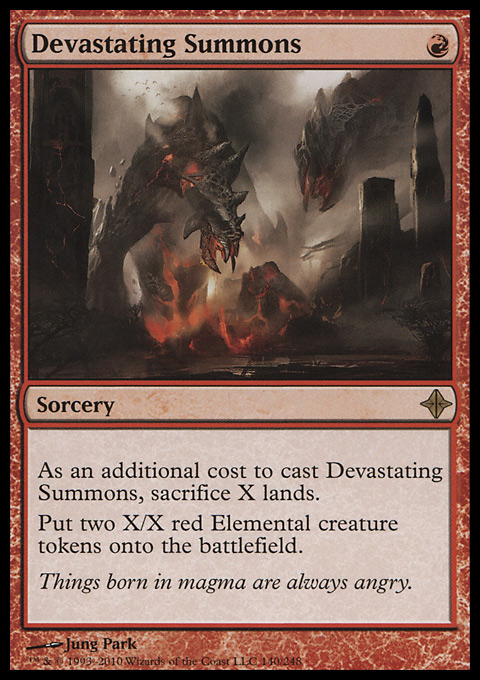 Devastating Summons
Sorcery
As an additional cost to cast Devastating
Summons, sacrifice X lands.
Put two X/X red Elemental creature
tokens onto the battlefield.
Things born in magma are always angry.
Jung Park
™ & © 1993-2010 Wizards of the Coast LLC 140/248